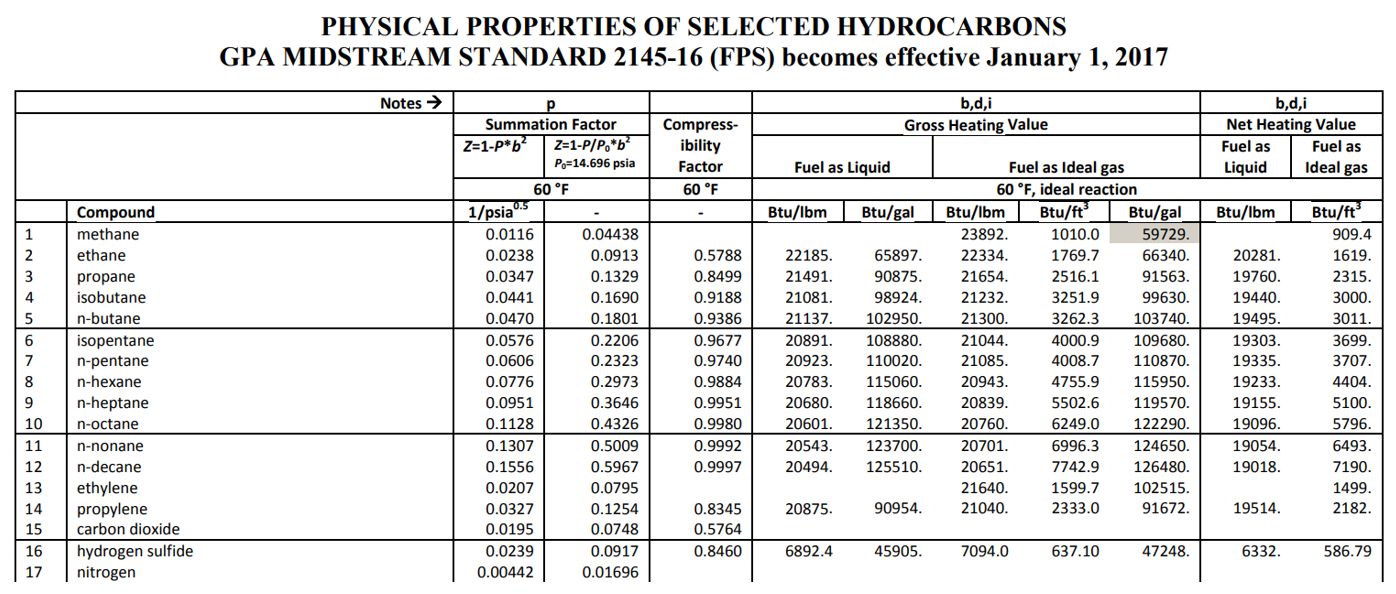 PHYSICAL PROPERTIES OF SELECTED HYDROCARBONS
GPA MIDSTREAM STANDARD 2145-16 (FPS) becomes effective January 1, 2017
Notes → p b,d,i b,d,i
Summation Factor Compress- Gross Heating Value Net Heating Value
Z=1-P*b² Z=1-P/P₀*b² ibility Fuel as Fuel as
P₀=14.696 psia Factor Fuel as Liquid Fuel as Ideal gas Liquid Ideal gas
60 °F 60 °F 60 °F, ideal reaction
Compound 1/psia⁰·⁵ - - Btu/lbm Btu/gal Btu/lbm Btu/ft³ Btu/gal Btu/lbm Btu/ft³
1 methane 0.0116 0.04438 23892. 1010.0 59729. 909.4
2 ethane 0.0238 0.0913 0.5788 22185. 65897. 22334. 1769.7 66340. 20281. 1619.
3 propane 0.0347 0.1329 0.8499 21491. 90875. 21654. 2516.1 91563. 19760. 2315.
4 isobutane 0.0441 0.1690 0.9188 21081. 98924. 21232. 3251.9 99630. 19440. 3000.
5 n-butane 0.0470 0.1801 0.9386 21137. 102950. 21300. 3262.3 103740. 19495. 3011.
6 isopentane 0.0576 0.2206 0.9677 20891. 108880. 21044. 4000.9 109680. 19303. 3699.
7 n-pentane 0.0606 0.2323 0.9740 20923. 110020. 21085. 4008.7 110870. 19335. 3707.
8 n-hexane 0.0776 0.2973 0.9884 20783. 115060. 20943. 4755.9 115950. 19233. 4404.
9 n-heptane 0.0951 0.3646 0.9951 20680. 118660. 20839. 5502.6 119570. 19155. 5100.
10 n-octane 0.1128 0.4326 0.9980 20601. 121350. 20760. 6249.0 122290. 19096. 5796.
11 n-nonane 0.1307 0.5009 0.9992 20543. 123700. 20701. 6996.3 124650. 19054. 6493.
12 n-decane 0.1556 0.5967 0.9997 20494. 125510. 20651. 7742.9 126480. 19018. 7190.
13 ethylene 0.0207 0.0795 21640. 1599.7 102515. 1499.
14 propylene 0.0327 0.1254 0.8345 20875. 90954. 21040. 2333.0 91672. 19514. 2182.
15 carbon dioxide 0.0195 0.0748 0.5764
16 hydrogen sulfide 0.0239 0.0917 0.8460 6892.4 45905. 7094.0 637.10 47248. 6332. 586.79
17 nitrogen 0.00442 0.01696